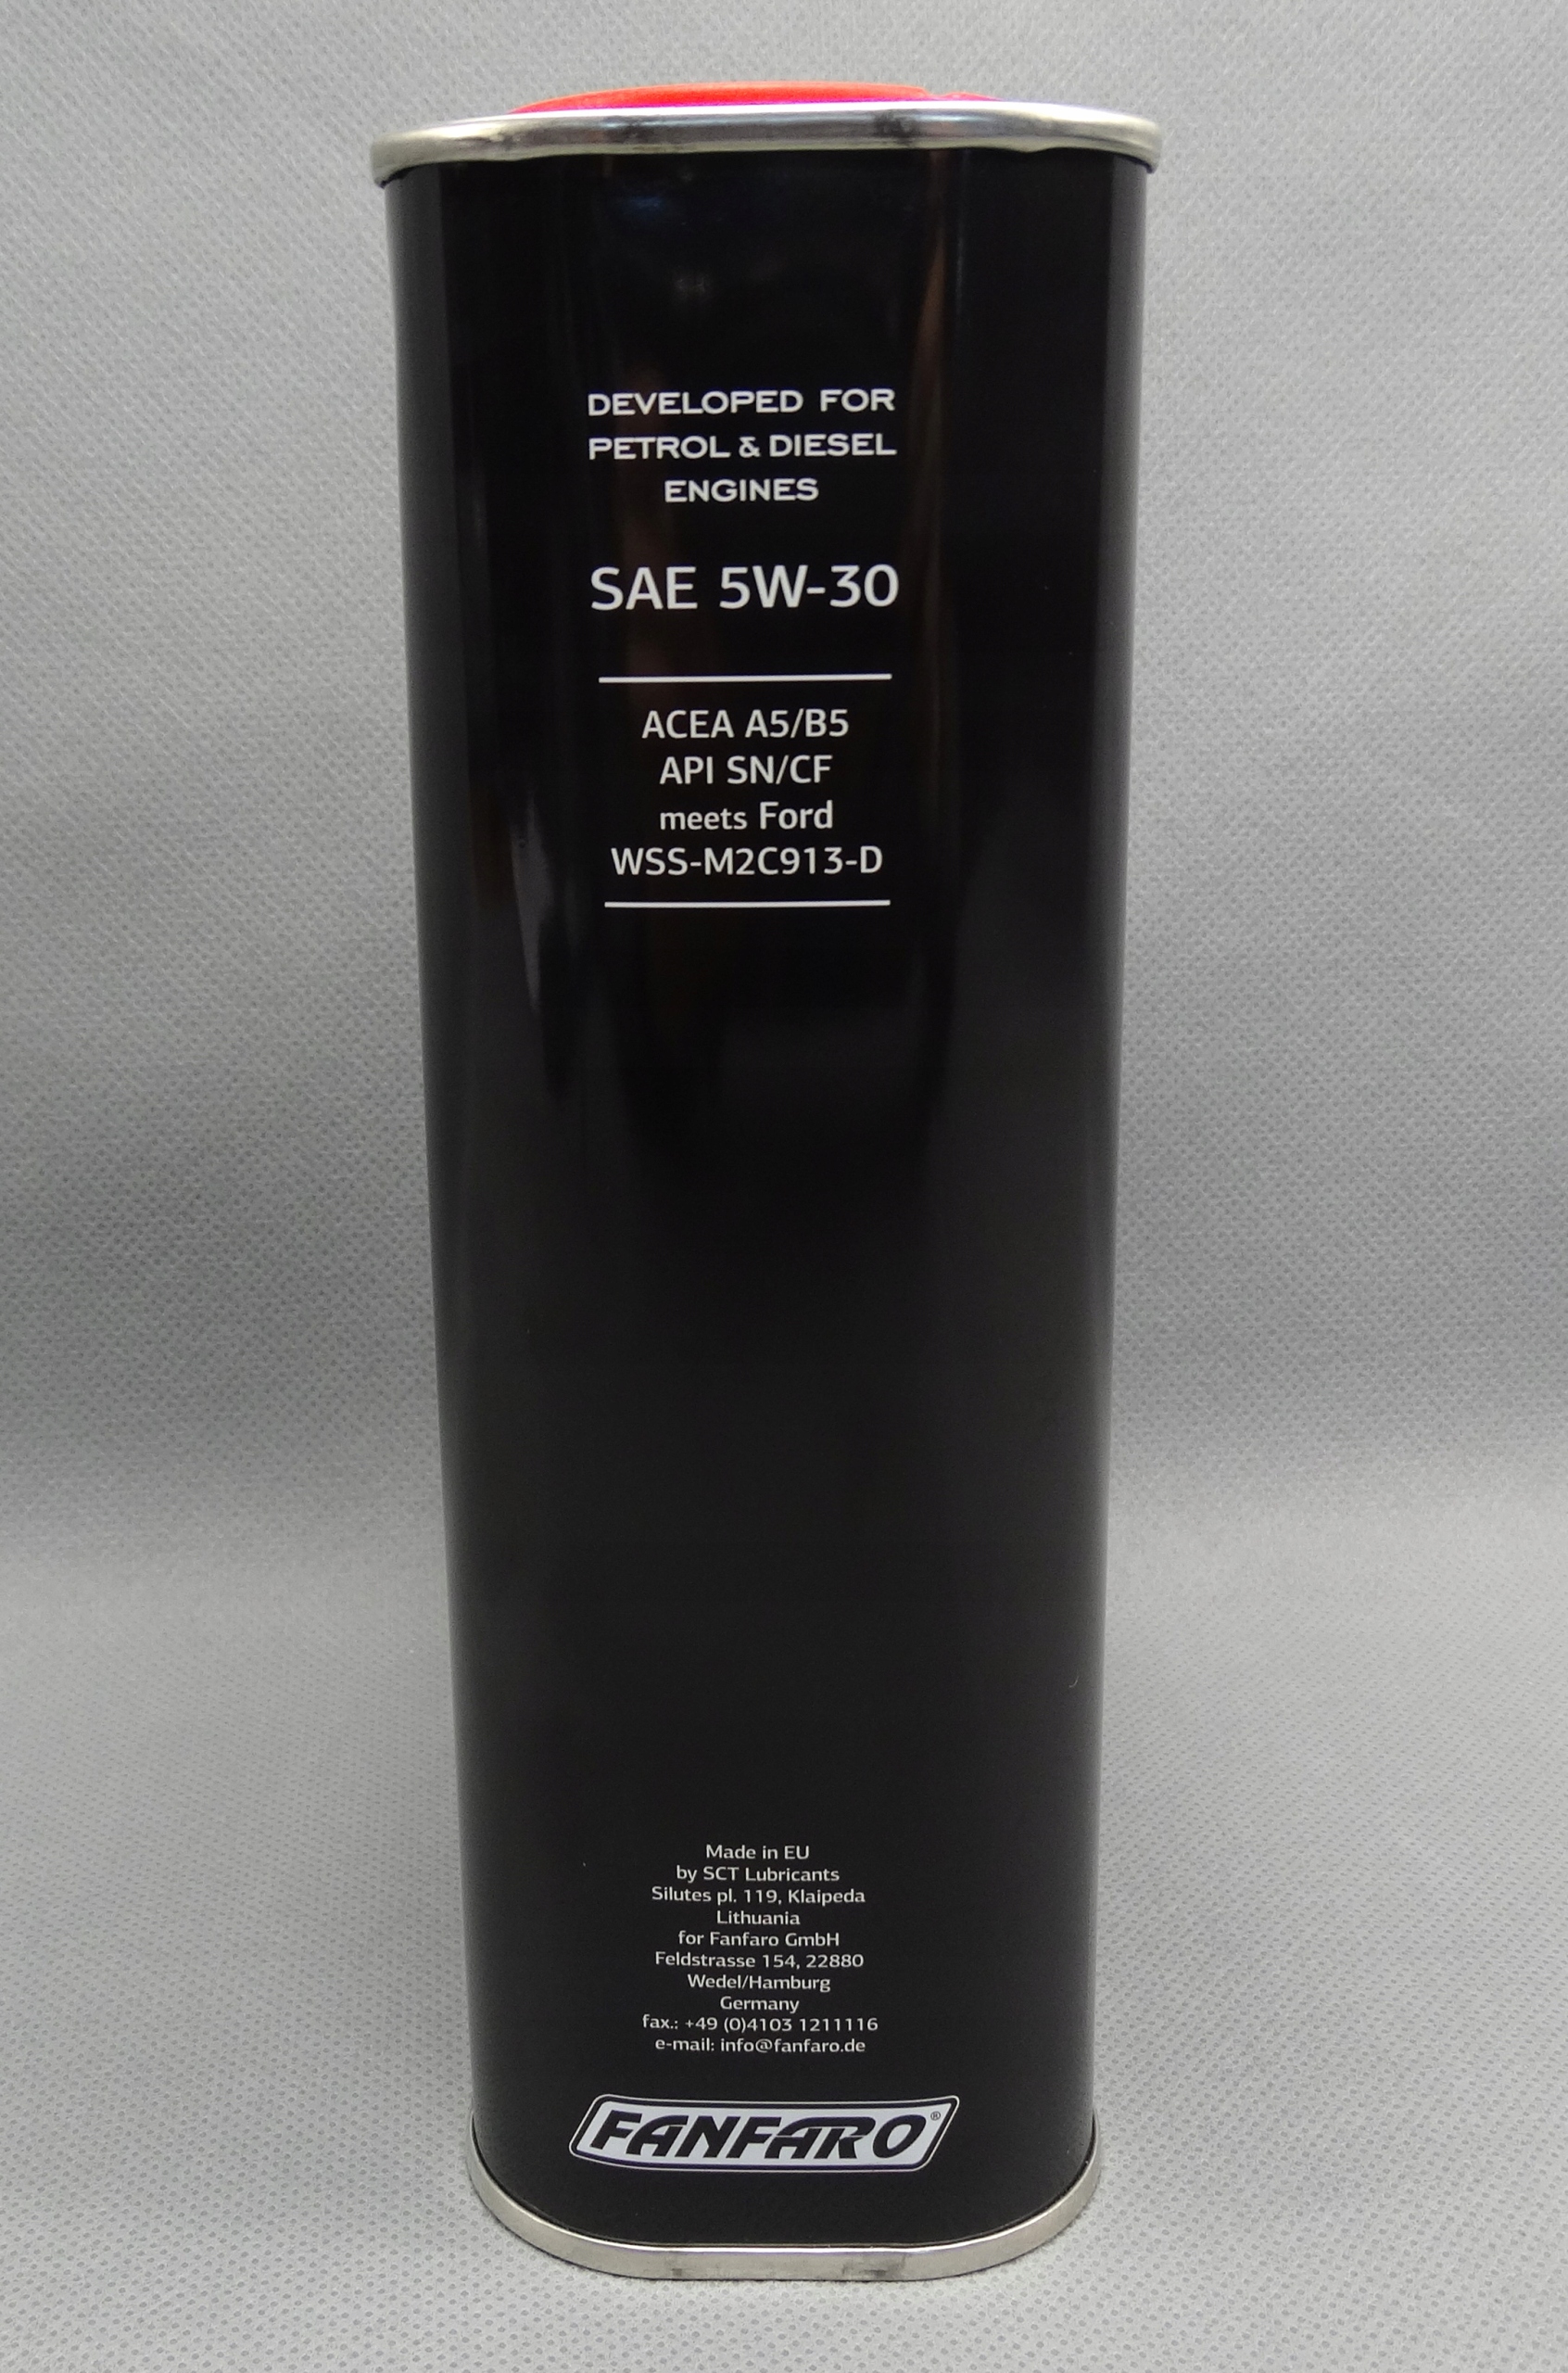 DEVELOPED FOR
PETROL & DIESEL
ENGINES
SAE 5W-30
ACEA A5/B5
API SN/CF
meets Ford
WSS-M2C913-D
Made in EU
by SCT Lubricants
Silutes pl. 119, Klaipeda
Lithuania
for Fanfaro GmbH
Feldstrasse 154, 22880
Wedel/Hamburg
Germany
fax.: +49 (0)4103 1211116
e-mail: info@fanfaro.de
FANFARO®